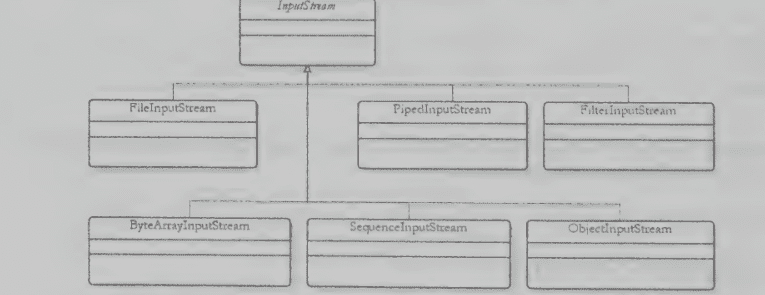 InputStream
FileInputStream
PipedInputStream
FilterInputStream
ByteArrayInputStream
SequenceInputStream
ObjectInputStream